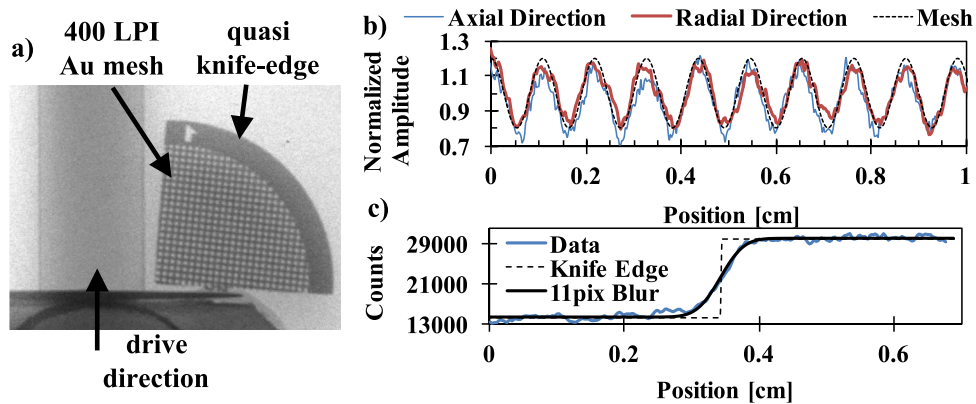 a)
400 LPI
Au mesh
quasi
knife-edge
1
drive
direction
b)
Axial Direction
Radial Direction
Mesh
Normalized
Amplitude
1.3
1.1
0.9
0.7
0
0.2
0.4
0.6
0.8
1
Position [cm]
c)
Counts
29000
21000
13000
Data
Knife Edge
11pix Blur
0
0.2
0.4
0.6
Position [cm]